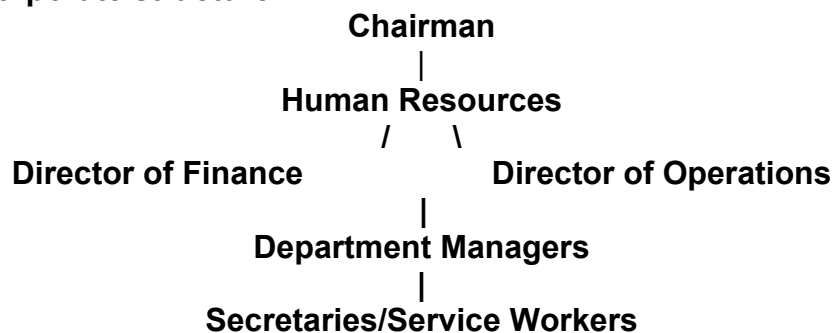 Chairman
|
Human Resources
/ \
Director of Finance Director of Operations
|
Department Managers
|
Secretaries/Service Workers